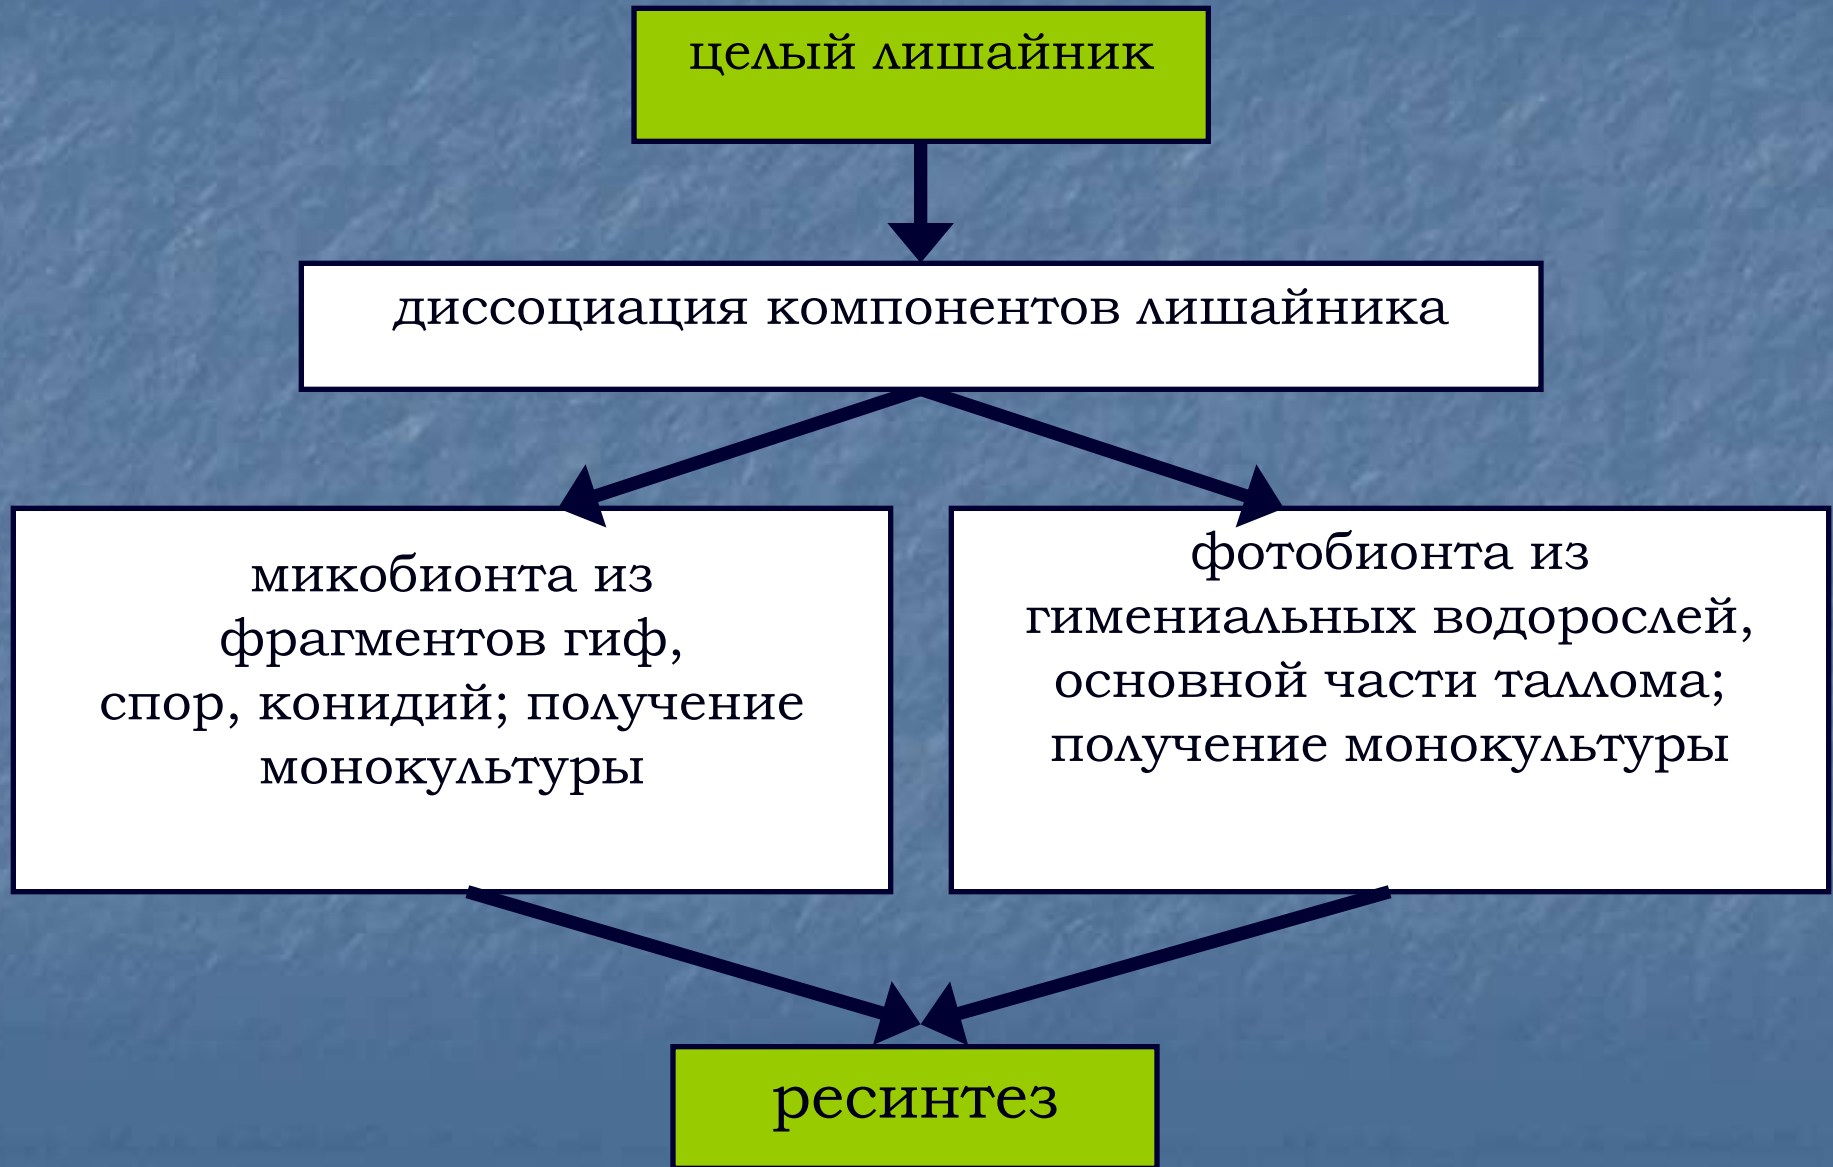 целый лишайник
диссоциация компонентов лишайника
микобионта из
фрагментов гиф,
спор, конидий; получение
монокультуры
фотобионта из
гимениальных водорослей,
основной части таллома;
получение монокультуры
ресинтез